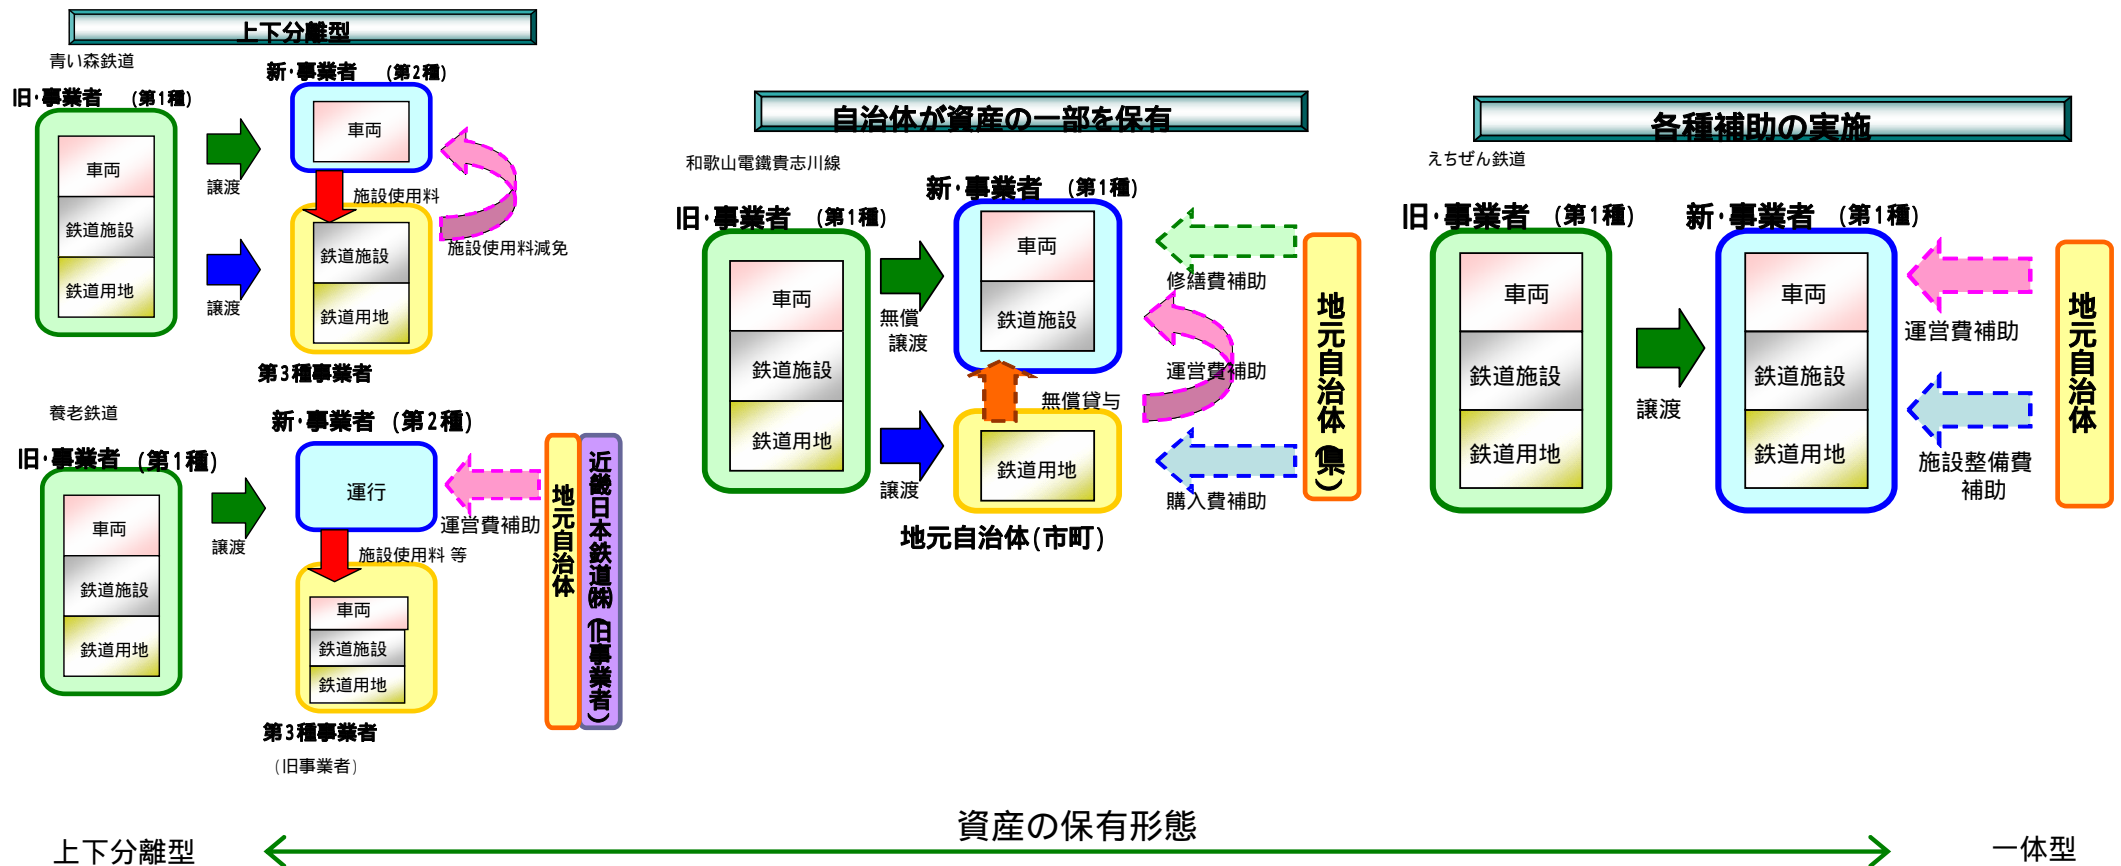 上下分離型
青い森鉄道
旧・事業者 (第1種)
車両
鉄道施設
鉄道用地
譲渡
譲渡
新・事業者 (第2種)
車両
施設使用料
鉄道施設
鉄道用地
施設使用料減免
第3種事業者
養老鉄道
旧・事業者 (第1種)
車両
鉄道施設
鉄道用地
譲渡
新・事業者 (第2種)
運行
運営費補助
施設使用料 等
車両
鉄道施設
鉄道用地
第3種事業者
(旧事業者)
地元自治体
近畿日本鉄道㈱(旧事業者)
自治体が資産の一部を保有
和歌山電鐵貴志川線
旧・事業者 (第1種)
車両
鉄道施設
鉄道用地
無償
譲渡
譲渡
新・事業者 (第1種)
車両
鉄道施設
無償貸与
鉄道用地
地元自治体(市町)
修繕費補助
運営費補助
購入費補助
地元自治体(県)
各種補助の実施
えちぜん鉄道
旧・事業者 (第1種)
車両
鉄道施設
鉄道用地
譲渡
新・事業者 (第1種)
車両
鉄道施設
鉄道用地
運営費補助
施設整備費
補助
地元自治体
資産の保有形態
上下分離型
一体型